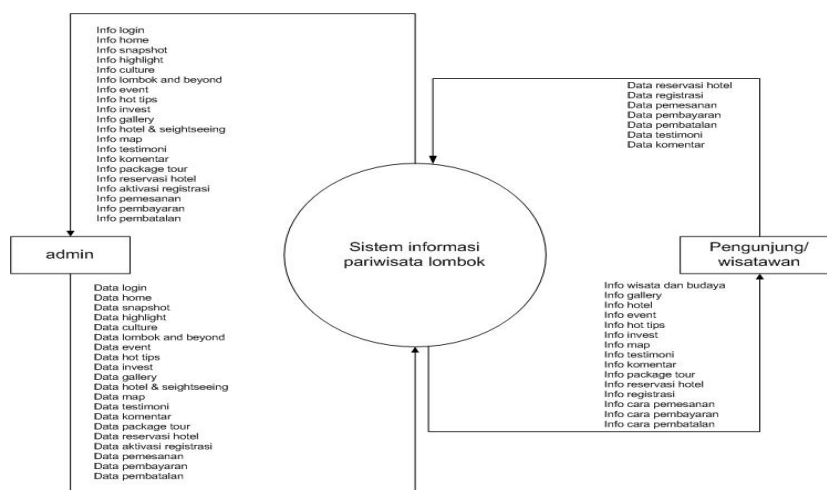 Info login
Info home
Info snapshot
Info highlight
Info culture
Info lombok and beyond
Info event
Info hot tips
Info invest
Info gallery
Info hotel & seightseeing
Info map
Info testimoni
Info komentar
Info package tour
Info reservasi hotel
Info aktivasi registrasi
Info pemesanan
Info pembayaran
Info pembatalan
admin
Data login
Data home
Data snapshot
Data highlight
Data culture
Data lombok and beyond
Data event
Data hot tips
Data invest
Data gallery
Data hotel & seightseeing
Data map
Data testimoni
Data komentar
Data package tour
Data reservasi hotel
Data aktivasi registrasi
Data pemesanan
Data pembayaran
Data pembatalan
Sistem informasi
pariwisata lombok
Data reservasi hotel
Data registrasi
Data pemesanan
Data pembayaran
Data pembatalan
Data testimoni
Data komentar
Pengunjung/
wisatawan
Info wisata dan budaya
Info gallery
Info hotel
Info event
Info hot tips
Info invest
Info map
Info testimoni
Info komentar
Info package tour
Info reservasi hotel
Info registrasi
Info cara pemesanan
Info cara pembayaran
Info cara pembatalan